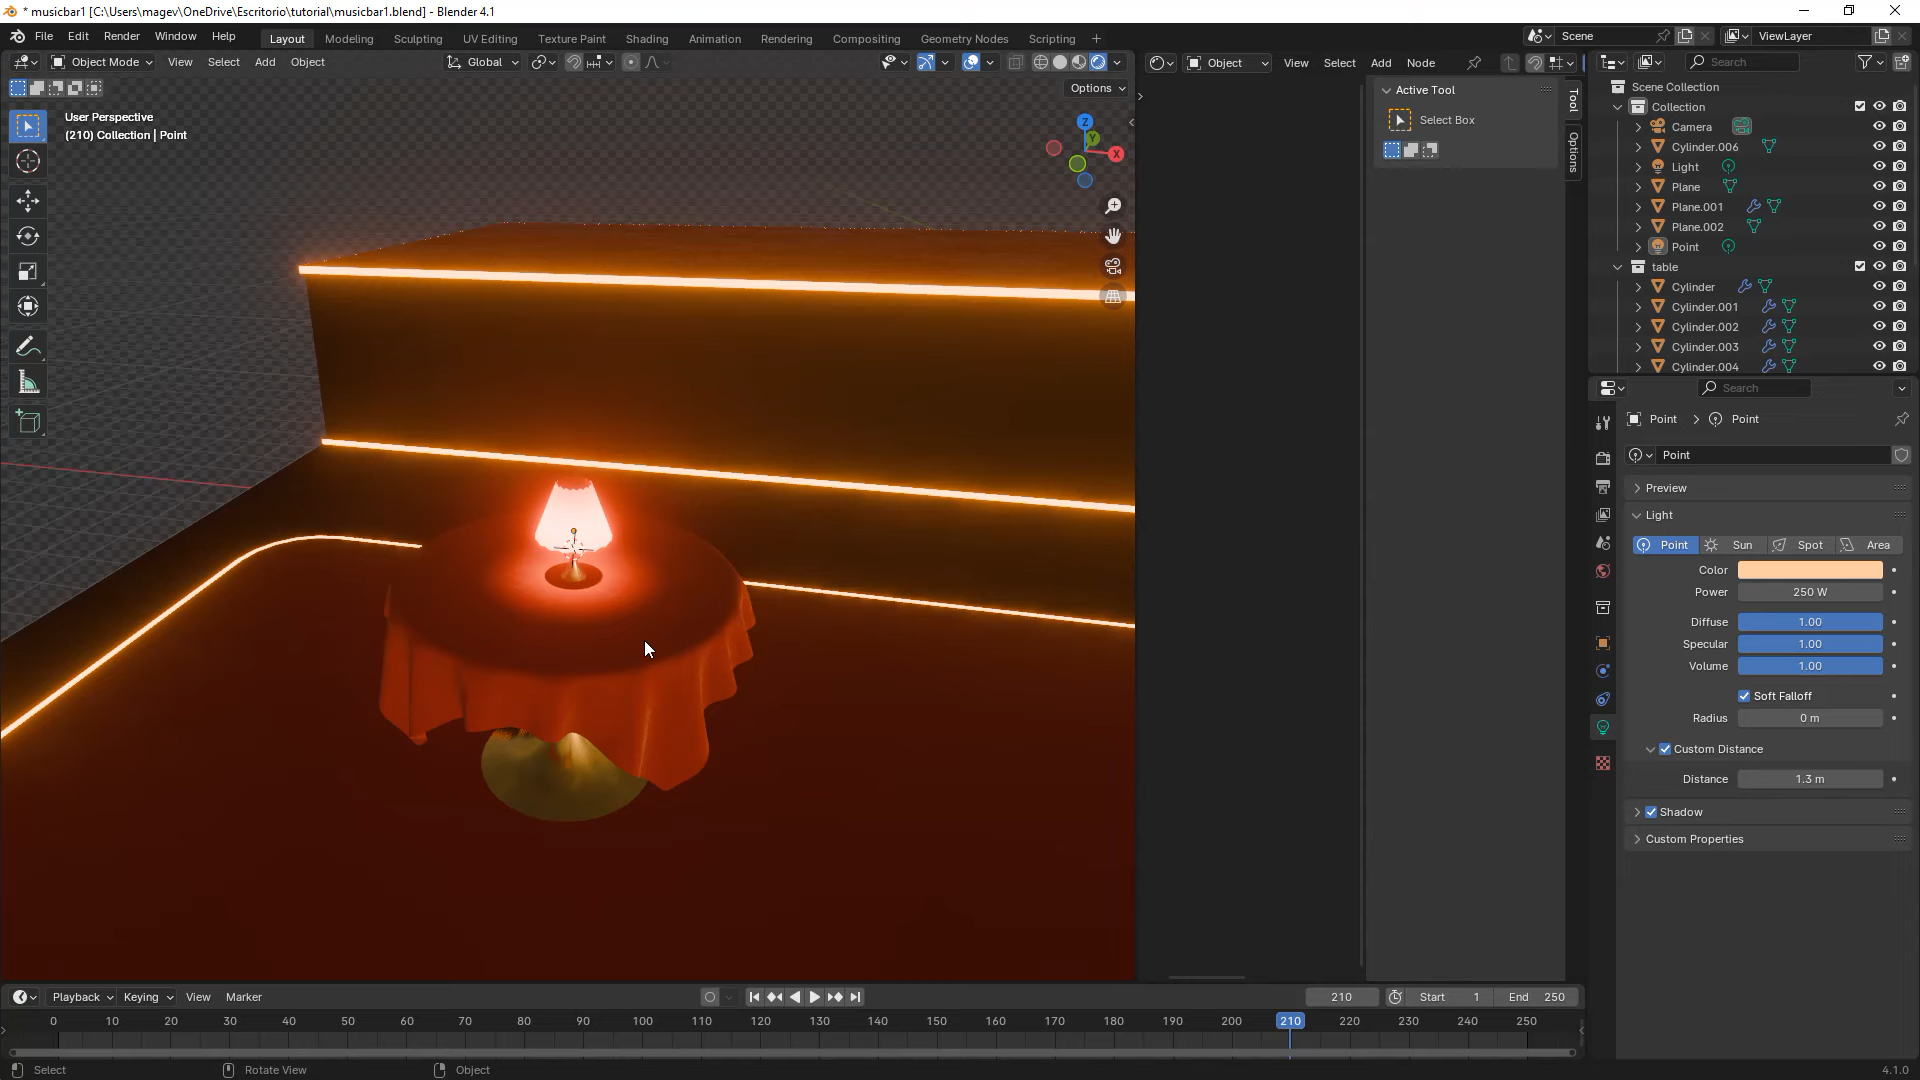 * musicbar1 [C:\Users\magev\OneDrive\Escritorio\tutorial\musicbar1.blend] - Blender 4.1
File Edit Render Window Help Layout Modeling Sculpting UV Editing Texture Paint Shading Animation Rendering Compositing Geometry Nodes Scripting + Scene ViewLayer
Object Mode View Select Add Object Global Object View Select Add Node Search
Options
User Perspective
(210) Collection | Point
Z
Y
X
Active Tool
Select Box
Tool
Options
Scene Collection
Collection
Camera
Cylinder.006
Light
Plane
Plane.001
Plane.002
Point
table
Cylinder
Cylinder.001
Cylinder.002
Cylinder.003
Cylinder.004
Search
Point > Point
Point
Preview
Light
Point Sun Spot Area
Color
Power 250 W
Diffuse 1.00
Specular 1.00
Volume 1.00
Soft Falloff
Radius 0 m
Custom Distance
Distance 1.3 m
Shadow
Custom Properties
Playback Keying View Marker 210 Start 1 End 250
0 10 20 30 40 50 60 70 80 90 100 110 120 130 140 150 160 170 180 190 200 210 220 230 240 250
Select Rotate View Object 4.1.0